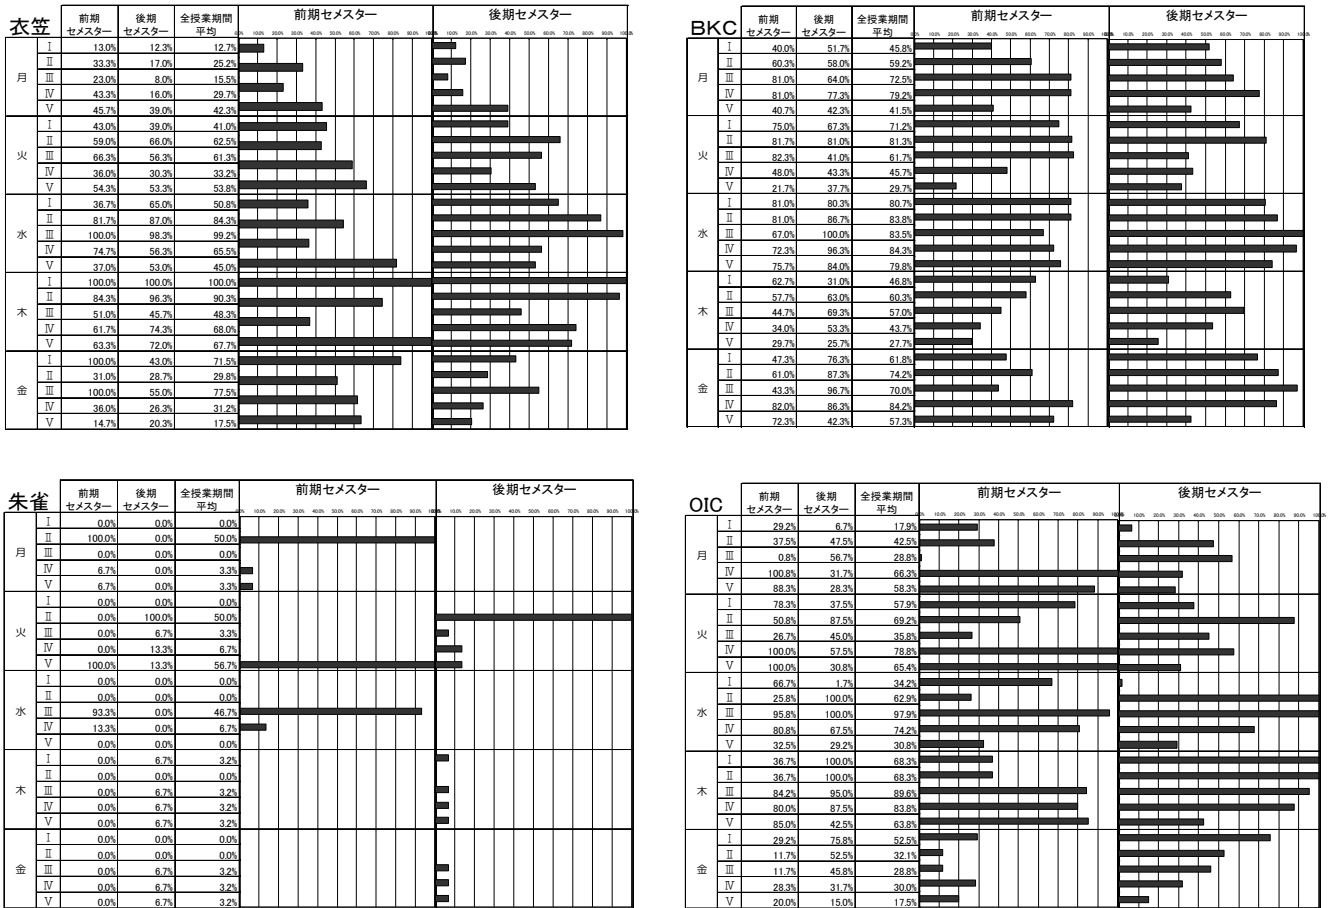 衣笠 前期セメスター 後期セメスター 全授業期間平均 前期セメスター 後期セメスター
月 Ⅰ 13.0% 12.3% 12.7%
Ⅱ 33.3% 17.0% 25.2%
Ⅲ 23.0% 8.0% 15.5%
Ⅳ 43.3% 16.0% 29.7%
Ⅴ 45.7% 39.0% 42.3%
火 Ⅰ 43.0% 39.0% 41.0%
Ⅱ 59.0% 66.0% 62.5%
Ⅲ 66.3% 56.3% 61.3%
Ⅳ 36.0% 30.3% 33.2%
Ⅴ 54.3% 53.3% 53.8%
水 Ⅰ 36.7% 65.0% 50.8%
Ⅱ 81.7% 87.0% 84.3%
Ⅲ 100.0% 98.3% 99.2%
Ⅳ 74.7% 56.3% 65.5%
Ⅴ 37.0% 53.0% 45.0%
木 Ⅰ 100.0% 100.0% 100.0%
Ⅱ 84.3% 96.3% 90.3%
Ⅲ 51.0% 45.7% 48.3%
Ⅳ 61.7% 74.3% 68.0%
Ⅴ 63.3% 72.0% 67.7%
金 Ⅰ 100.0% 43.0% 71.5%
Ⅱ 31.0% 28.7% 29.8%
Ⅲ 100.0% 55.0% 77.5%
Ⅳ 36.0% 26.3% 31.2%
Ⅴ 14.7% 20.3% 17.5%
BKC 前期セメスター 後期セメスター 全授業期間平均 前期セメスター 後期セメスター
月 Ⅰ 40.0% 51.7% 45.8%
Ⅱ 60.3% 58.0% 59.2%
Ⅲ 81.0% 64.0% 72.5%
Ⅳ 81.0% 77.3% 79.2%
Ⅴ 40.7% 42.3% 41.5%
火 Ⅰ 75.0% 67.3% 71.2%
Ⅱ 81.7% 81.0% 81.3%
Ⅲ 82.3% 41.0% 61.7%
Ⅳ 48.0% 43.3% 45.7%
Ⅴ 21.7% 37.7% 29.7%
水 Ⅰ 81.0% 80.3% 80.7%
Ⅱ 81.0% 86.7% 83.8%
Ⅲ 67.0% 100.0% 83.5%
Ⅳ 72.3% 96.3% 84.3%
Ⅴ 75.7% 84.0% 79.8%
木 Ⅰ 62.7% 31.0% 46.8%
Ⅱ 57.7% 63.0% 60.3%
Ⅲ 44.7% 69.3% 57.0%
Ⅳ 34.0% 53.3% 43.7%
Ⅴ 29.7% 25.7% 27.7%
金 Ⅰ 47.3% 76.3% 61.8%
Ⅱ 61.0% 87.3% 74.2%
Ⅲ 43.3% 96.7% 70.0%
Ⅳ 82.0% 86.3% 84.2%
Ⅴ 72.3% 42.3% 57.3%
朱雀 前期セメスター 後期セメスター 全授業期間平均 前期セメスター 後期セメスター
月 Ⅰ 0.0% 0.0% 0.0%
Ⅱ 100.0% 0.0% 50.0%
Ⅲ 0.0% 0.0% 0.0%
Ⅳ 6.7% 0.0% 3.3%
Ⅴ 6.7% 0.0% 3.3%
火 Ⅰ 0.0% 0.0% 0.0%
Ⅱ 0.0% 100.0% 50.0%
Ⅲ 0.0% 6.7% 3.3%
Ⅳ 0.0% 13.3% 6.7%
Ⅴ 100.0% 13.3% 56.7%
水 Ⅰ 0.0% 0.0% 0.0%
Ⅱ 0.0% 0.0% 0.0%
Ⅲ 93.3% 0.0% 46.7%
Ⅳ 13.3% 0.0% 6.7%
Ⅴ 0.0% 0.0% 0.0%
木 Ⅰ 0.0% 6.7% 3.2%
Ⅱ 0.0% 0.0% 0.0%
Ⅲ 0.0% 6.7% 3.2%
Ⅳ 0.0% 6.7% 3.2%
Ⅴ 0.0% 6.7% 3.2%
金 Ⅰ 0.0% 0.0% 0.0%
Ⅱ 0.0% 0.0% 0.0%
Ⅲ 0.0% 6.7% 3.2%
Ⅳ 0.0% 6.7% 3.2%
Ⅴ 0.0% 6.7% 3.2%
OIC 前期セメスター 後期セメスター 全授業期間平均 前期セメスター 後期セメスター
月 Ⅰ 29.2% 6.7% 17.9%
Ⅱ 37.5% 47.5% 42.5%
Ⅲ 0.8% 56.7% 28.8%
Ⅳ 100.8% 31.7% 66.3%
Ⅴ 88.3% 28.3% 58.3%
火 Ⅰ 78.3% 37.5% 57.9%
Ⅱ 50.8% 87.5% 69.2%
Ⅲ 26.7% 45.0% 35.8%
Ⅳ 100.0% 57.5% 78.8%
Ⅴ 100.0% 30.8% 65.4%
水 Ⅰ 66.7% 1.7% 34.2%
Ⅱ 25.8% 100.0% 62.9%
Ⅲ 95.8% 100.0% 97.9%
Ⅳ 80.8% 67.5% 74.2%
Ⅴ 32.5% 29.2% 30.8%
木 Ⅰ 36.7% 100.0% 68.3%
Ⅱ 36.7% 100.0% 68.3%
Ⅲ 84.2% 95.0% 89.6%
Ⅳ 80.0% 87.5% 83.8%
Ⅴ 85.0% 42.5% 63.8%
金 Ⅰ 29.2% 75.8% 52.5%
Ⅱ 11.7% 52.5% 32.1%
Ⅲ 11.7% 45.8% 28.8%
Ⅳ 28.3% 31.7% 30.0%
Ⅴ 20.0% 15.0% 17.5%